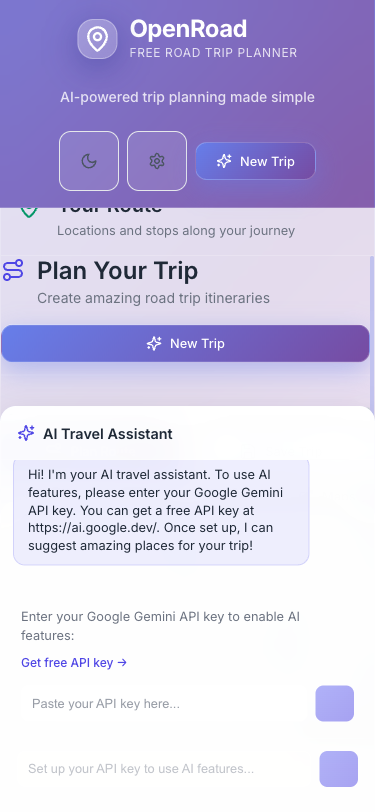 OpenRoad
FREE ROAD TRIP PLANNER
AI-powered trip planning made simple
New Trip
Your Route
Locations and stops along your journey
Plan Your Trip
Create amazing road trip itineraries
New Trip
AI Travel Assistant
Hi! I'm your AI travel assistant. To use AI
features, please enter your Google Gemini
API key. You can get a free API key at
https://ai.google.dev/. Once set up, I can
suggest amazing places for your trip!
Enter your Google Gemini API key to enable AI
features:
Get free API key →
Paste your API key here...
Set up your API key to use AI features...